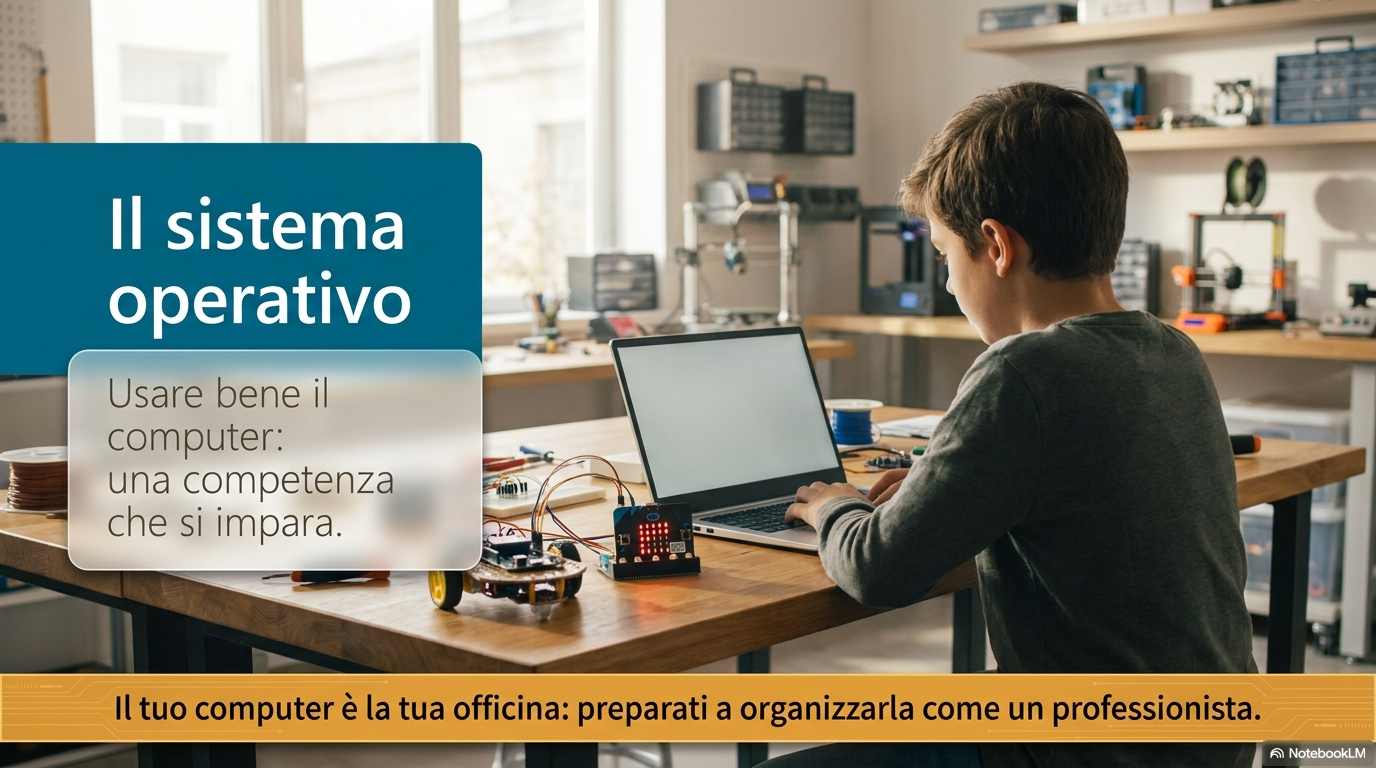 Il sistema
operativo
Usare bene il
computer:
una competenza
che si impara.
Il tuo computer è la tua officina: preparati a organizzarla come un professionista.
NotebookLM